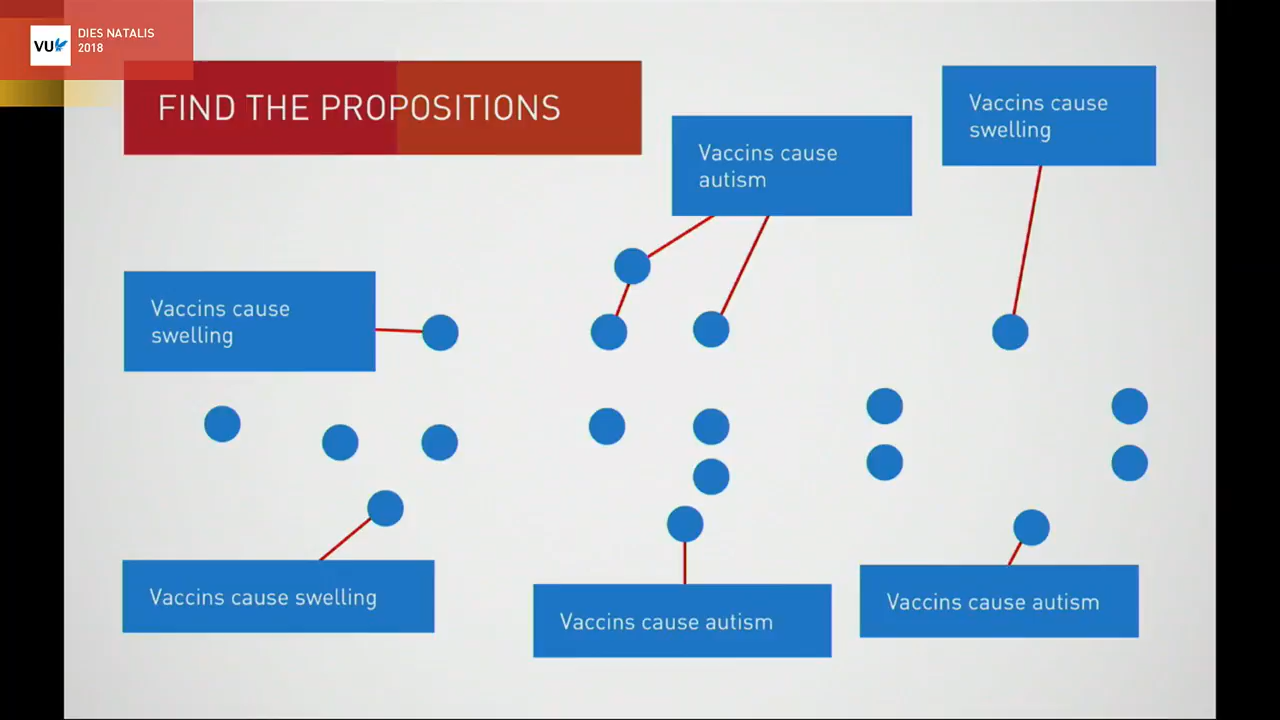 VU
DIES NATALIS
2018
FIND THE PROPOSITIONS
Vaccins cause
swelling
Vaccins cause
autism
Vaccins cause
swelling
Vaccins cause swelling
Vaccins cause autism
Vaccins cause autism